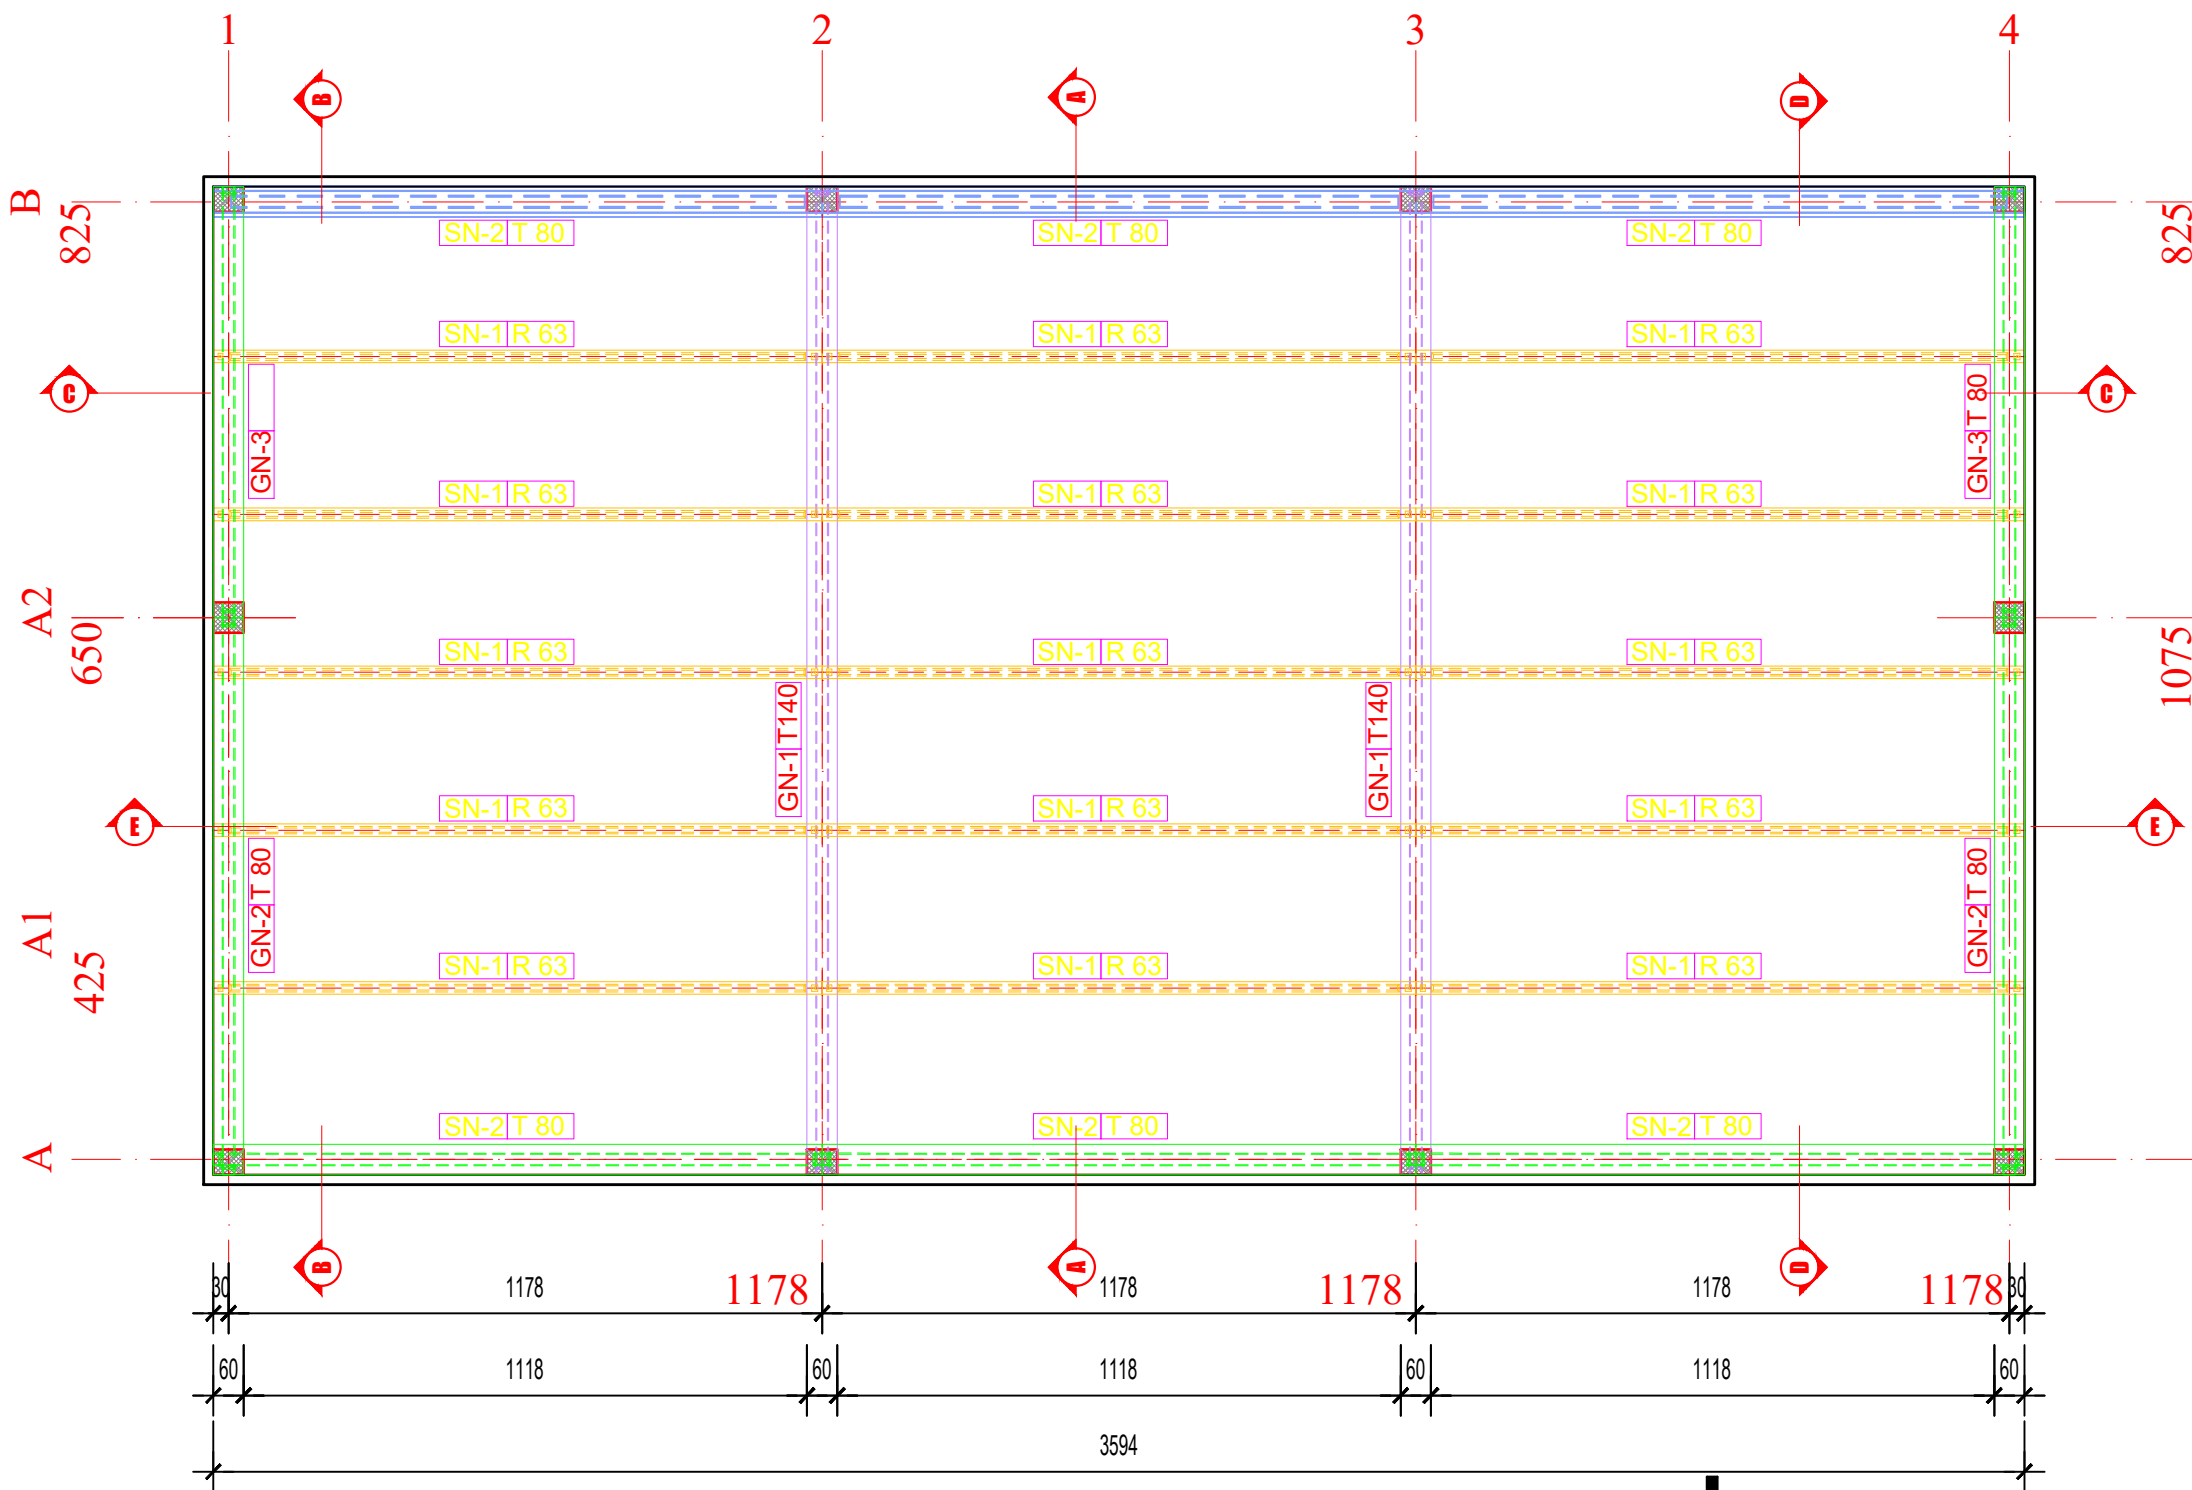 1 2 3 4
B A D
B
825 825
SN-2 T 80 SN-2 T 80 SN-2 T 80
SN-1 R 63 SN-1 R 63 SN-1 R 63
C C
GN-3 GN-3 T 80
SN-1 R 63 SN-1 R 63 SN-1 R 63
A2
650 1075
SN-1 R 63 SN-1 R 63 SN-1 R 63
GN-1 T140 GN-1 T140
SN-1 R 63 SN-1 R 63 SN-1 R 63
E E
GN-2 T 80 GN-2 T 80
A1
425
SN-1 R 63 SN-1 R 63 SN-1 R 63
SN-2 T 80 SN-2 T 80 SN-2 T 80
A
B A D
30 1178 1178 1178 1178 1178 1178 30
60 1118 60 1118 60 1118 60
3594